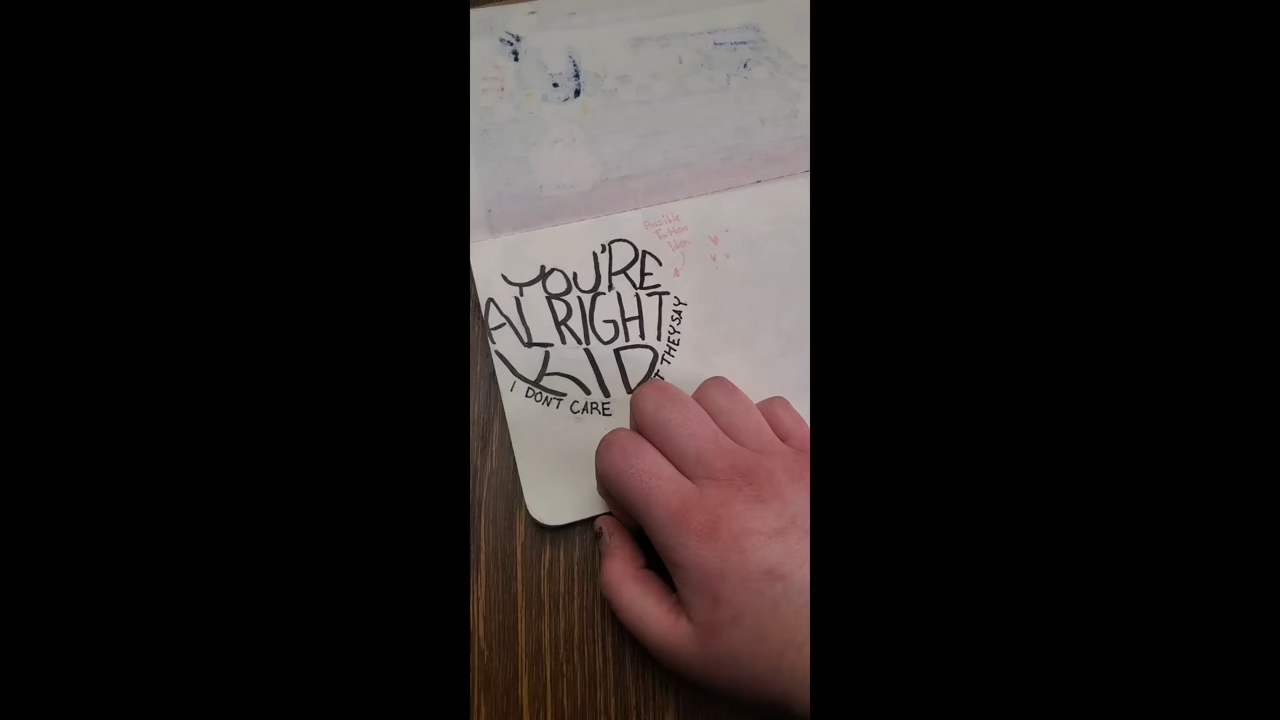 Possible
Tattoo
Idea
YOU'RE
ALRIGHT
KID
I DON'T CARE
T THEY SAY